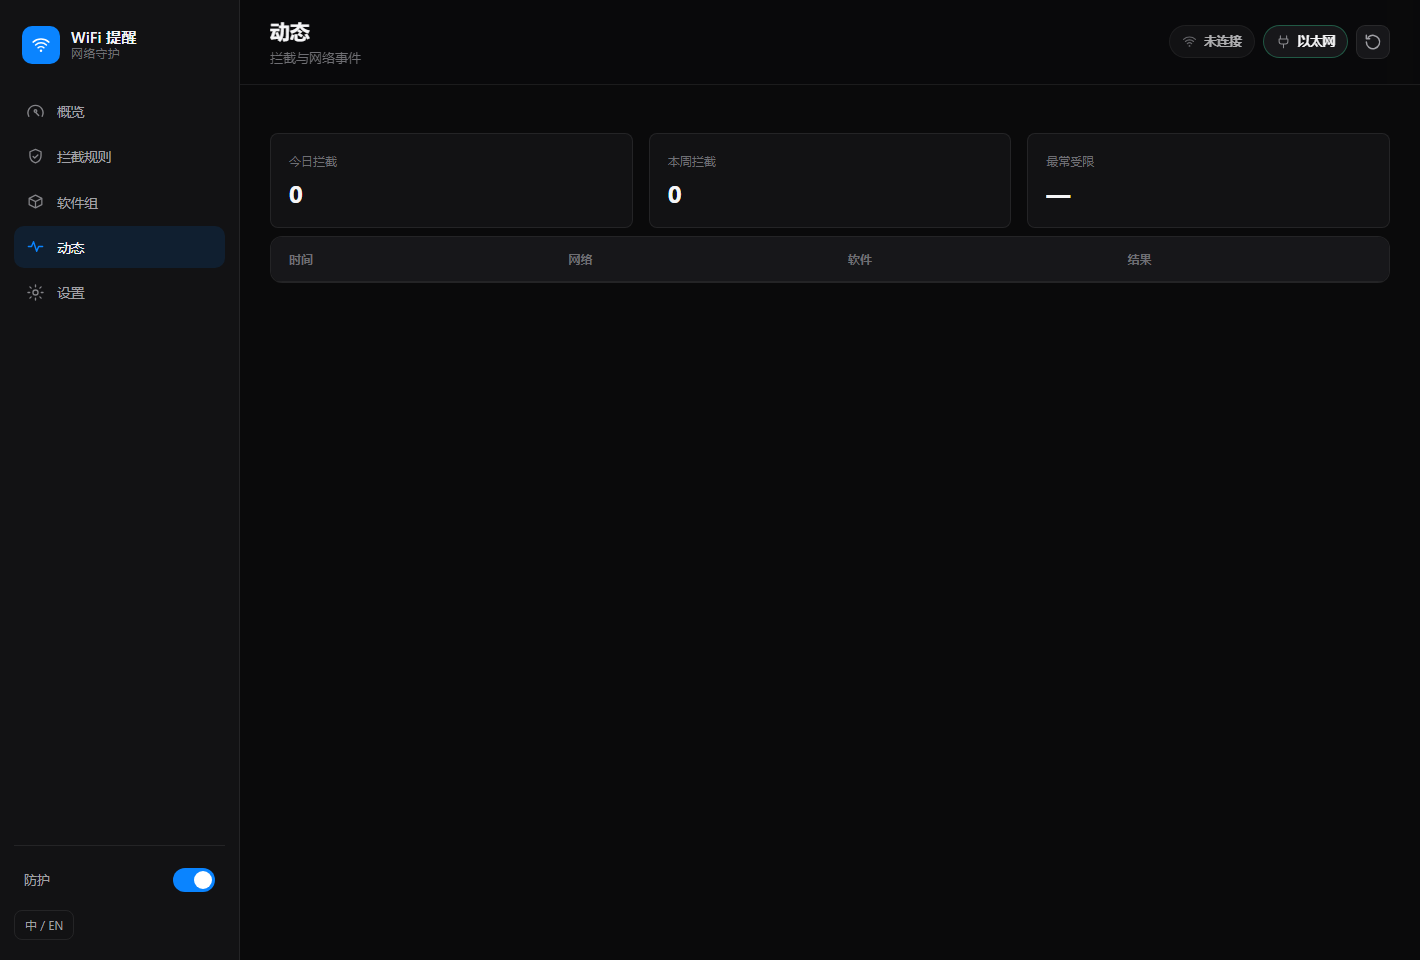 WiFi 提醒
网络守护
概览
拦截规则
软件组
动态
设置
防护
中 / EN
动态
拦截与网络事件
未连接
以太网
今日拦截
0
本周拦截
0
最常受限
—
时间 网络 软件 结果